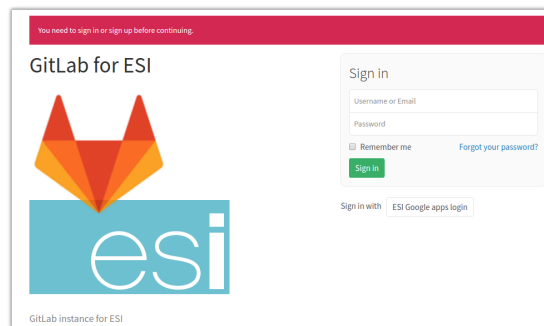 You need to sign in or sign up before continuing.
GitLab for ESI
esi
GitLab instance for ESI
Sign in
Username or Email
Password
Remember me
Forgot your password?
Sign in
Sign in with
ESI Google apps login